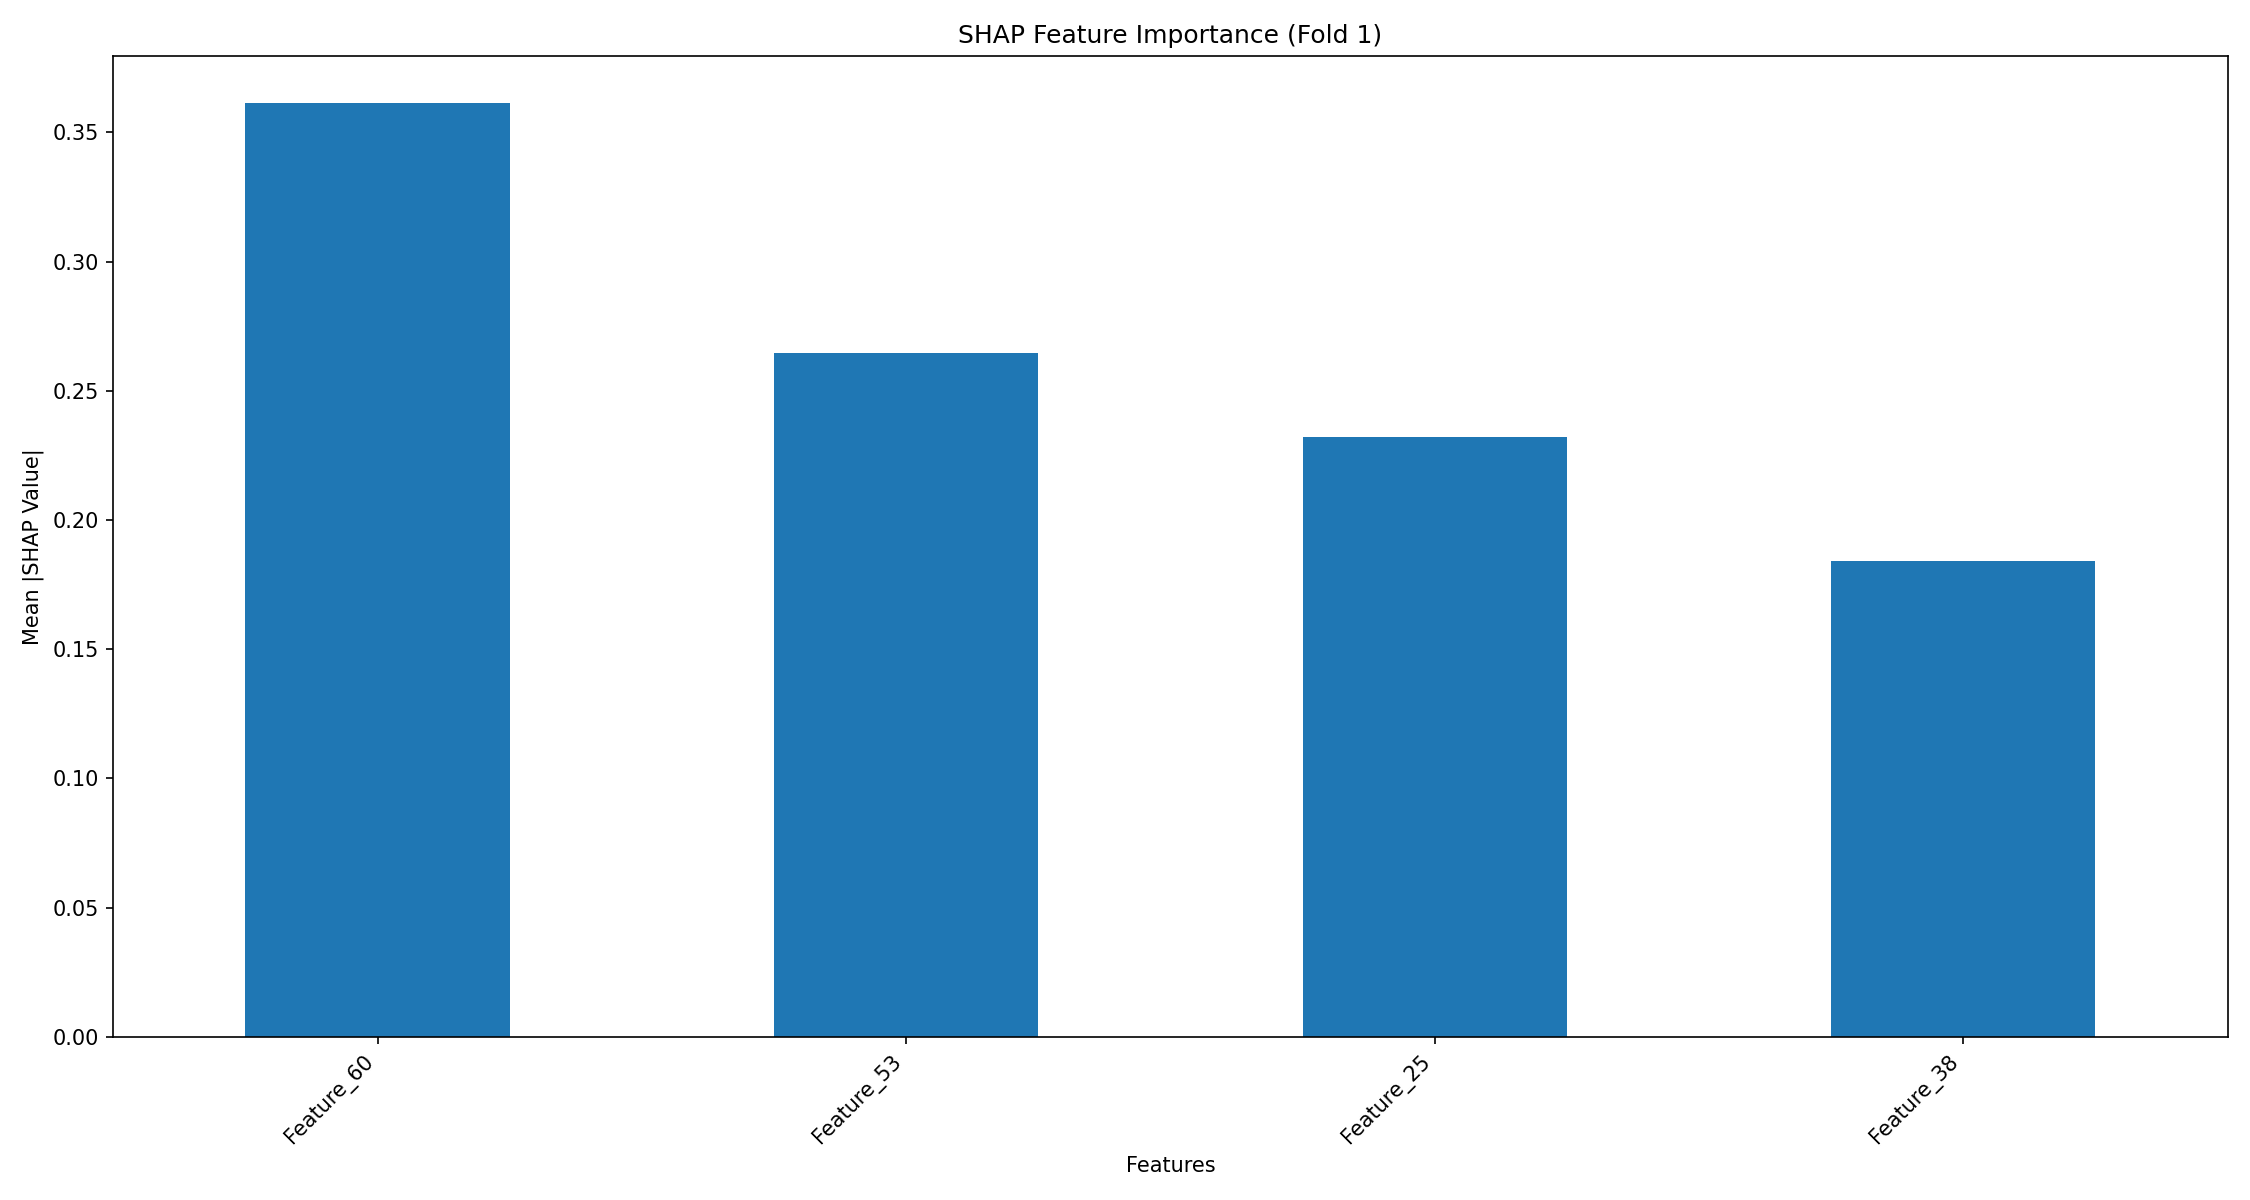 SHAP Feature Importance (Fold 1)
Mean |SHAP Value|
0.35
0.30
0.25
0.20
0.15
0.10
0.05
0.00
Feature_60
Feature_53
Feature_25
Feature_38
Features